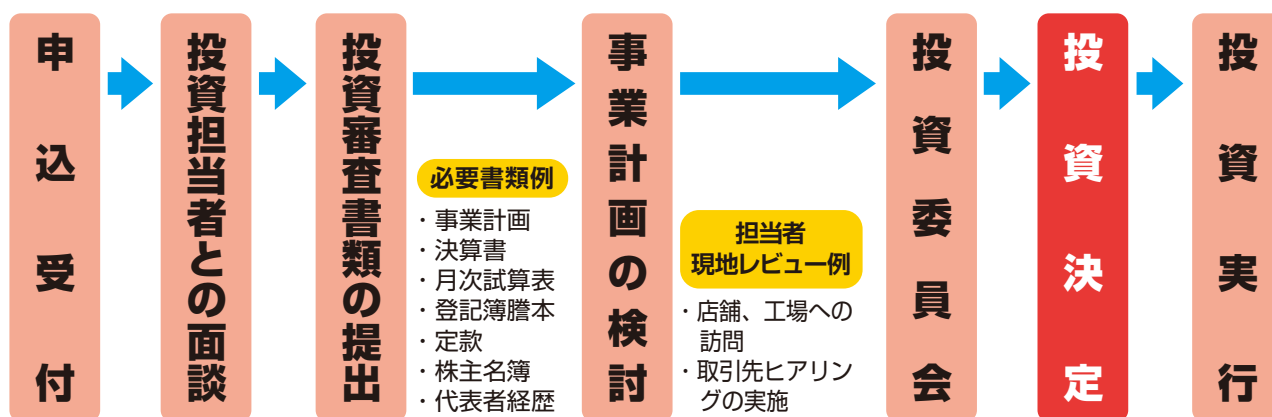 申込受付
投資担当者との面談
投資審査書類の提出
必要書類例
・事業計画
・決算書
・月次試算表
・登記簿謄本
・定款
・株主名簿
・代表者経歴
事業計画の検討
担当者
現地レビュー例
・店舗、工場への
訪問
・取引先ヒアリン
グの実施
投資委員会
投資決定
投資実行